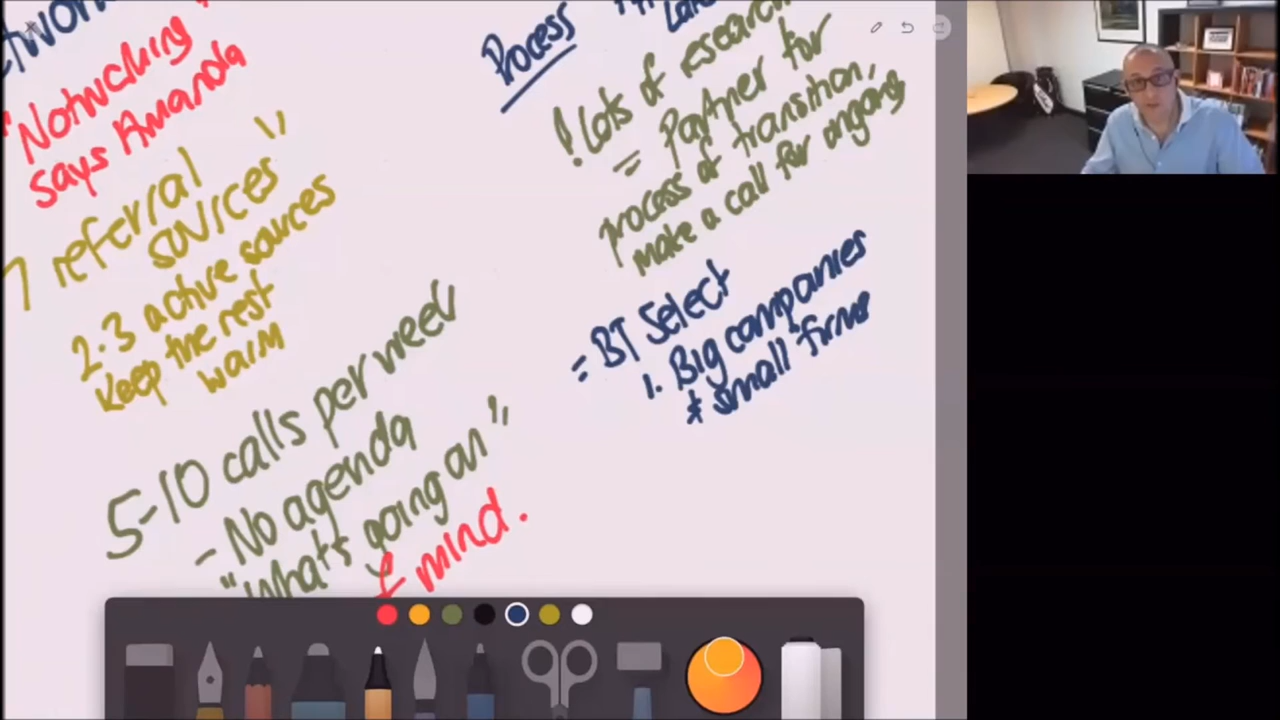 "Notwching
says Amanda
7 referral
sources "
2.3 active sources
Keep the rest
warm
5-10 calls per week
- No agenda
"What's going on"
f mind.
Process
! Lots of research
= Partner for
process of transition,
make a call for ongong
= BT Select
1. Big companies
small firms